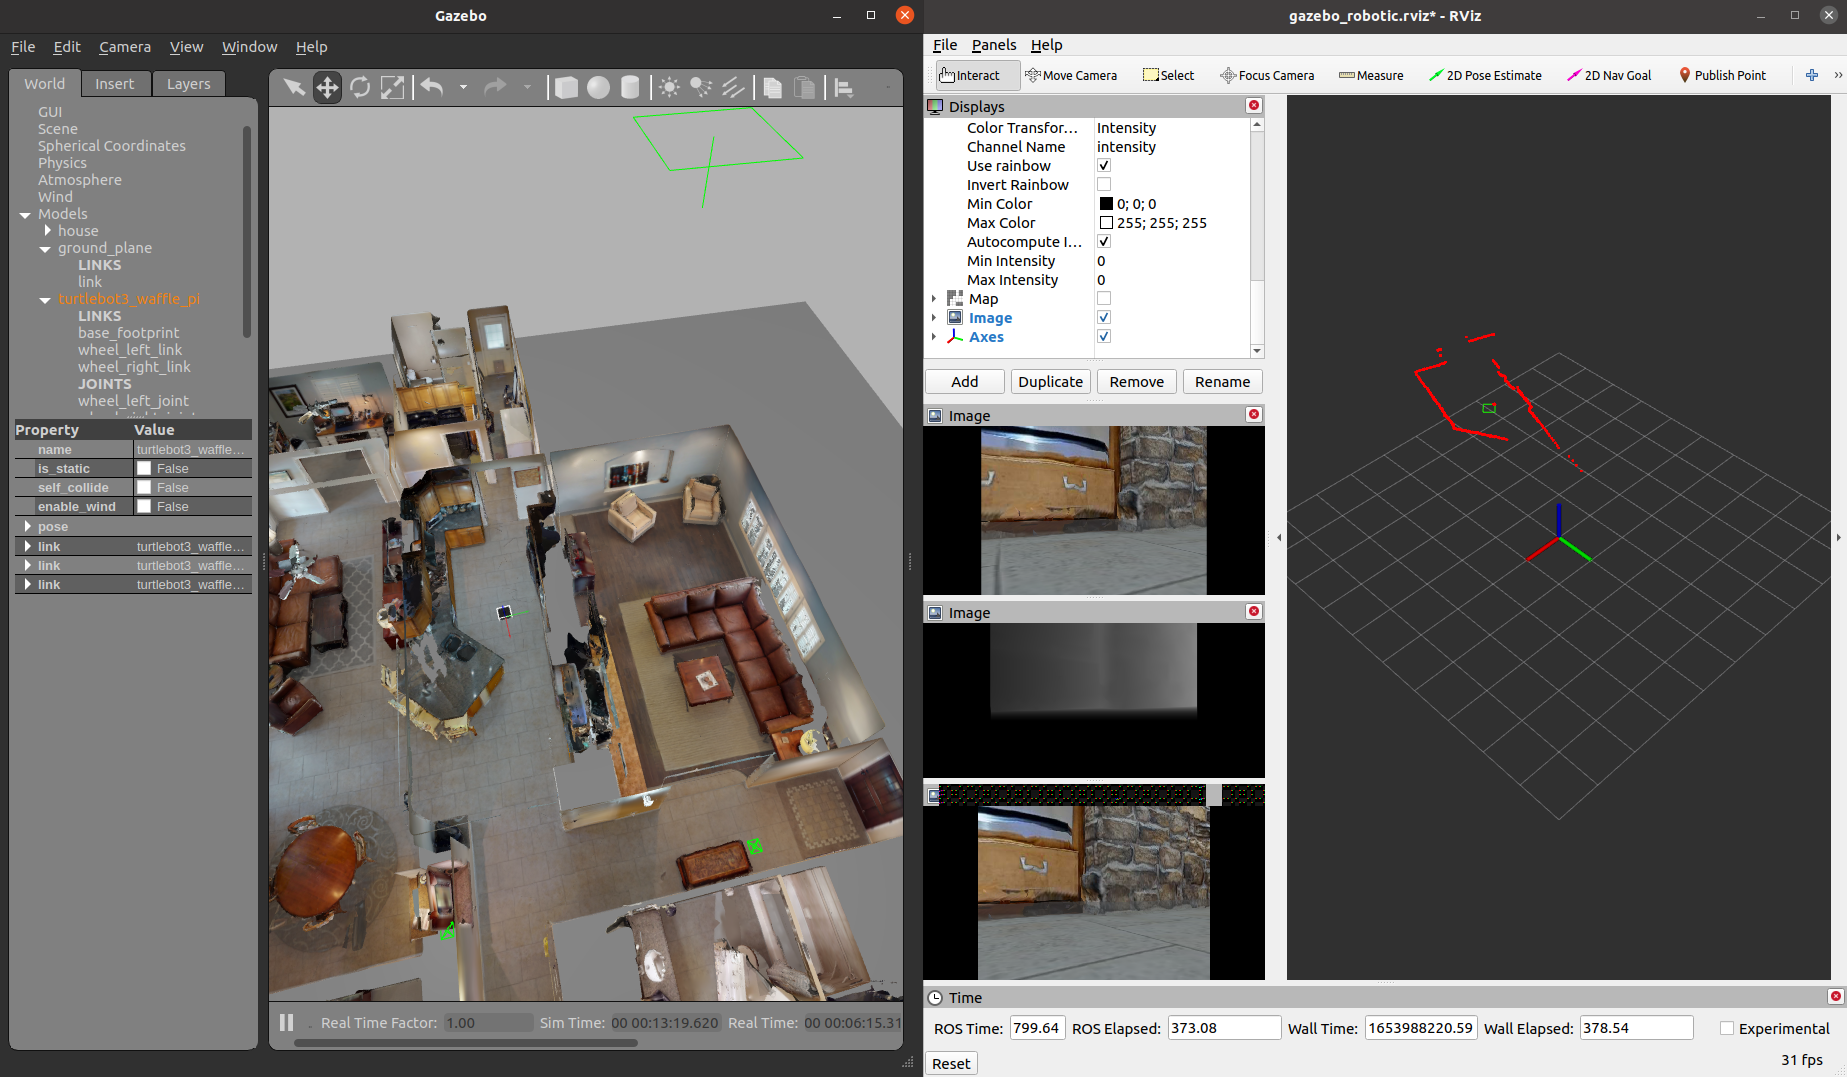 Gazebo
File Edit Camera View Window Help
World Insert Layers
GUI
Scene
Spherical Coordinates
Physics
Atmosphere
Wind
Models
house
ground_plane
LINKS
link
turtlebot3_waffle_pi
LINKS
base_footprint
wheel_left_link
wheel_right_link
JOINTS
wheel_left_joint
Property Value
name turtlebot3_waffle...
is_static False
self_collide False
enable_wind False
pose
link turtlebot3_waffle...
link turtlebot3_waffle...
link turtlebot3_waffle...
Real Time Factor: 1.00 Sim Time: 00 00:13:19.620 Real Time: 00 00:06:15.31
gazebo_robotic.rviz* - RViz
File Panels Help
Interact Move Camera Select Focus Camera Measure 2D Pose Estimate 2D Nav Goal Publish Point
Displays
Color Transfor... Intensity
Channel Name intensity
Use rainbow
Invert Rainbow
Min Color 0; 0; 0
Max Color 255; 255; 255
Autocompute I...
Min Intensity 0
Max Intensity 0
Map
Image
Axes
Add Duplicate Remove Rename
Image
Image
Time
ROS Time: 799.64 ROS Elapsed: 373.08 Wall Time: 1653988220.59 Wall Elapsed: 378.54 Experimental
Reset 31 fps